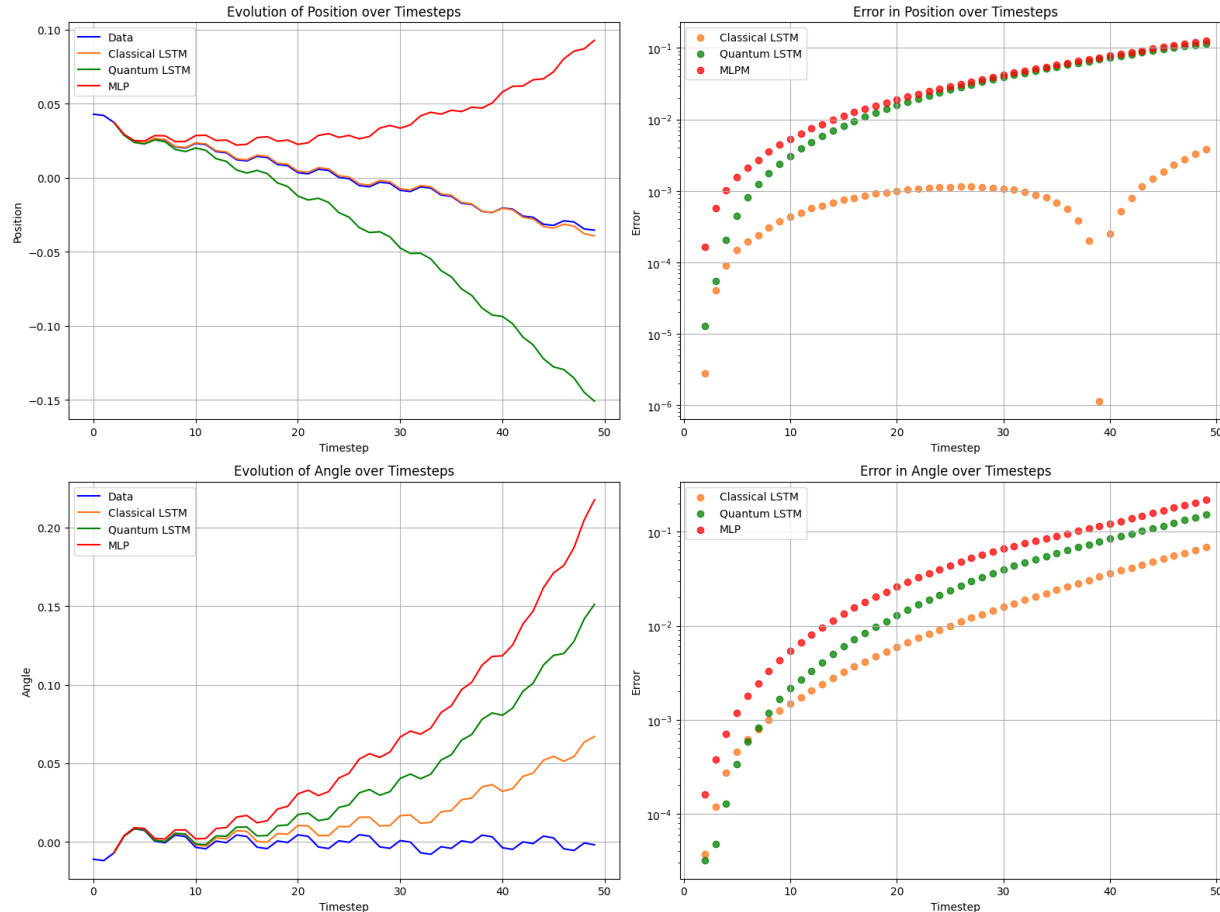 Evolution of Position over Timesteps
Data
Classical LSTM
Quantum LSTM
MLP
0.10
0.05
0.00
−0.05
−0.10
−0.15
Position
0
10
20
30
40
50
Timestep
Error in Position over Timesteps
Classical LSTM
Quantum LSTM
MLPM
10⁻¹
10⁻²
10⁻³
10⁻⁴
10⁻⁵
10⁻⁶
Error
0
10
20
30
40
50
Timestep
Evolution of Angle over Timesteps
Data
Classical LSTM
Quantum LSTM
MLP
0.20
0.15
0.10
0.05
0.00
Angle
0
10
20
30
40
50
Timestep
Error in Angle over Timesteps
Classical LSTM
Quantum LSTM
MLP
10⁻¹
10⁻²
10⁻³
10⁻⁴
Error
0
10
20
30
40
50
Timestep